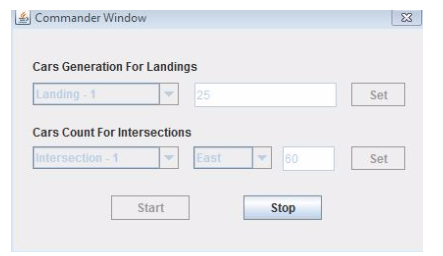 Commander Window
Cars Generation For Landings
Landing - 1 25 Set
Cars Count For Intersections
Intersection - 1 East 60 Set
Start Stop